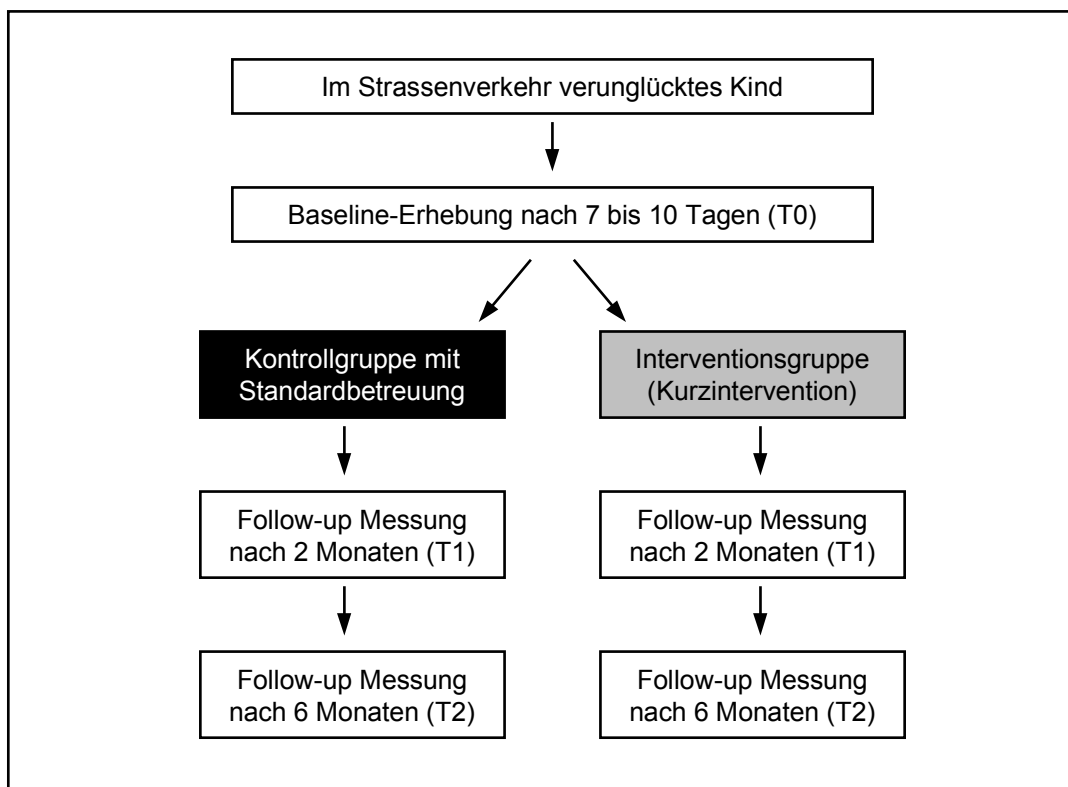 Im Strassenverkehr verunglücktes Kind
Baseline-Erhebung nach 7 bis 10 Tagen (T0)
Kontrollgruppe mit
Standardbetreuung
Interventionsgruppe
(Kurzintervention)
Follow-up Messung
nach 2 Monaten (T1)
Follow-up Messung
nach 2 Monaten (T1)
Follow-up Messung
nach 6 Monaten (T2)
Follow-up Messung
nach 6 Monaten (T2)